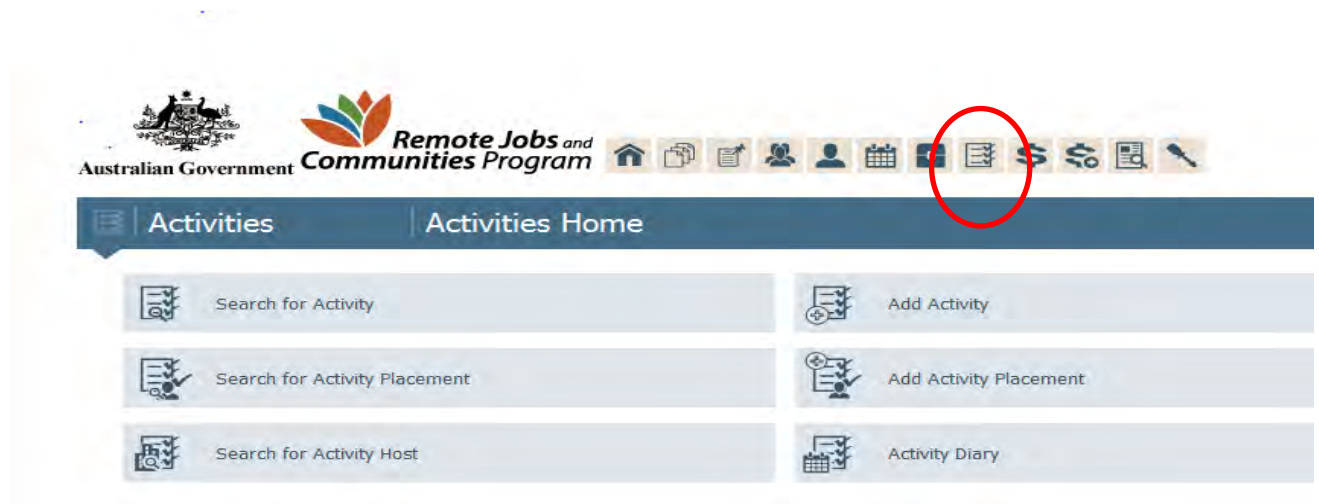 Remote Jobs and
Australian Government Communities Program
Activities Activities Home
Search for Activity Add Activity
Search for Activity Placement Add Activity Placement
Search for Activity Host Activity Diary